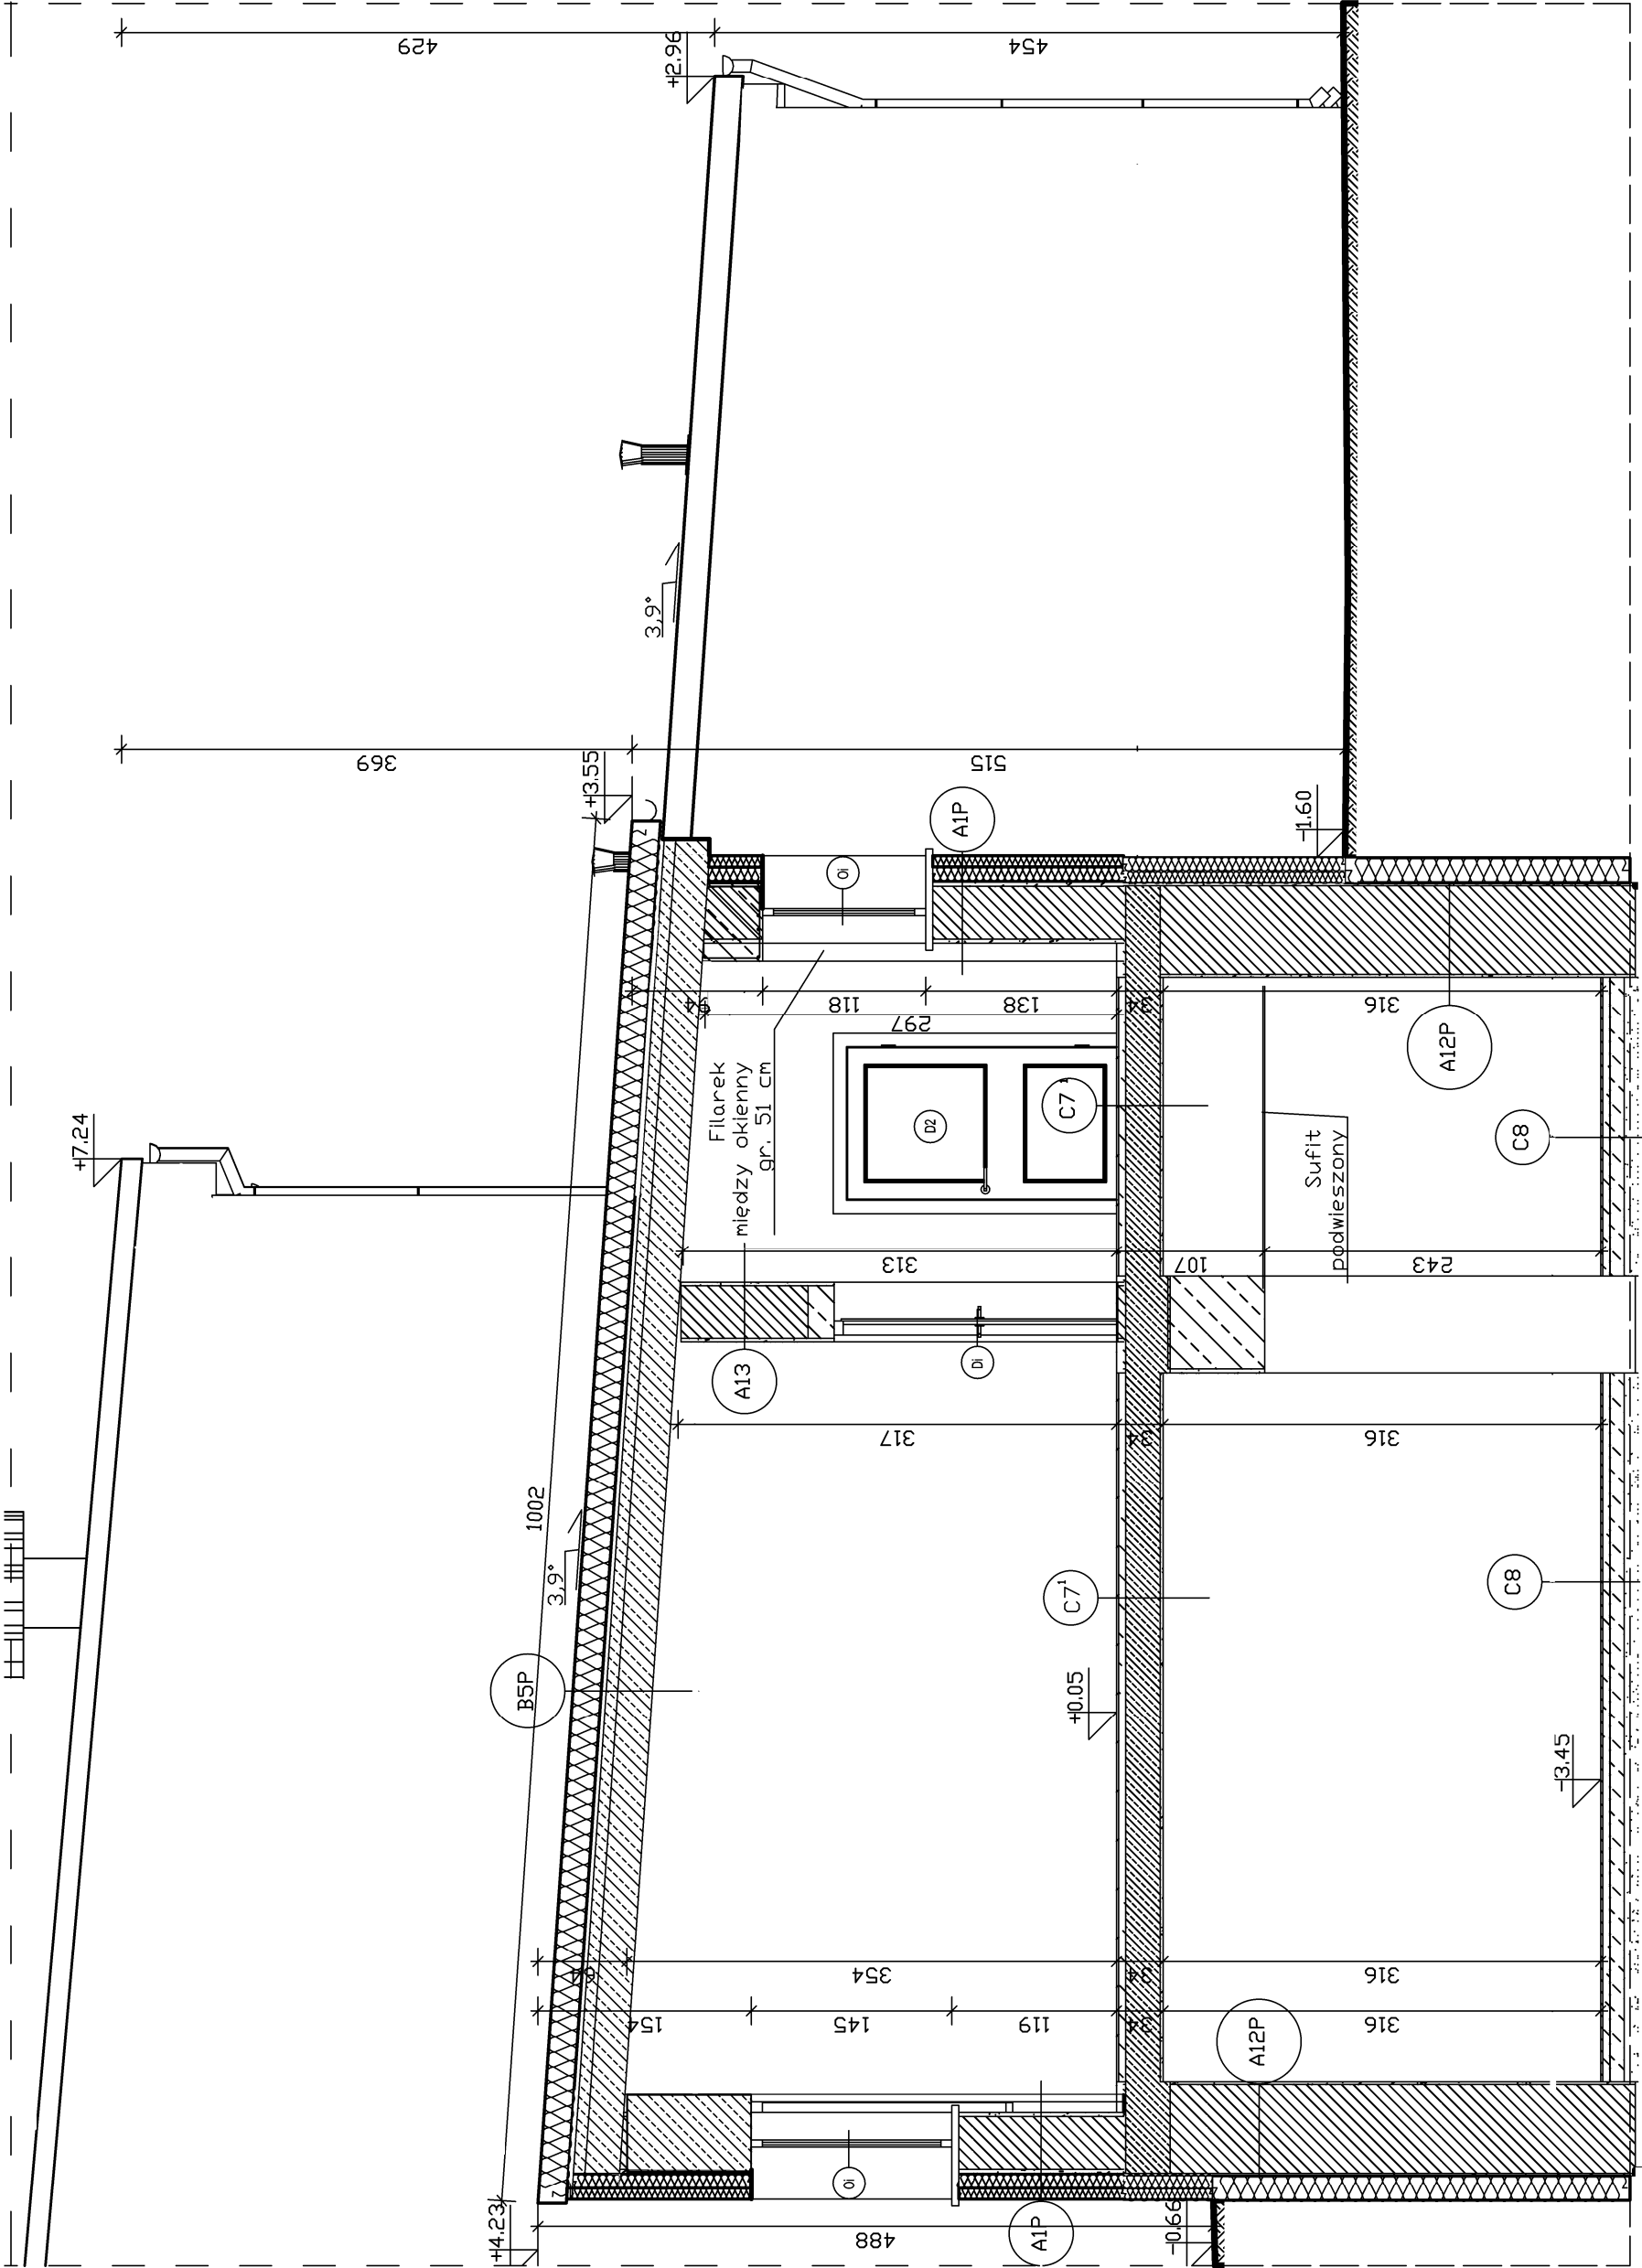 429
454
+2.96
3,9°
369
515
+3.55
A1P
-1.60
Oi
118
138
34
316
297
+7.24
Filarek
między okienny
gr. 51 cm
D2
C7¹
A12P
C8
Sufit
podwieszony
313
107
243
A13
Di
317
34
316
1002
3,9°
B5P
C7¹
C8
+0.05
-3.45
354
34
316
154
145
119
34
316
A12P
Oi
+4.23
488
A1P
-0.66